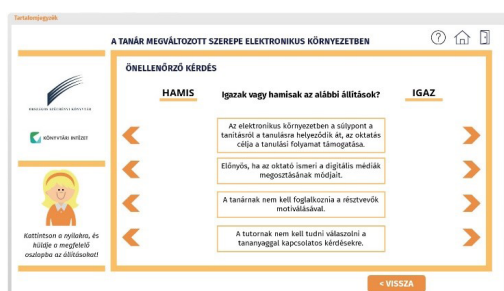 Tartalomjegyzék
A TANÁR MEGVÁLTOZOTT SZEREPE ELEKTRONIKUS KÖRNYEZETBEN
ÖNELLENŐRZŐ KÉRDÉS
HAMIS
Igazak vagy hamisak az alábbi állítások?
IGAZ
ORSZÁGOS SZÉCHÉNYI KÖNYVTÁR
KÖNYVTÁRI INTÉZET
Az elektronikus környezetben a súlypont a
tanításról a tanulásra helyeződik át, az oktatás
célja a tanulási folyamat támogatása.
Előnyös, ha az oktató ismeri a digitális médiák
megosztásának módjait.
A tanárnak nem kell foglalkoznia a résztvevők
motiválásával.
A tutornak nem kell tudni válaszolni a
tananyaggal kapcsolatos kérdésekre.
Kattintson a nyilakra, és
küldje a megfelelő
oszlopba az állításokat!
< VISSZA